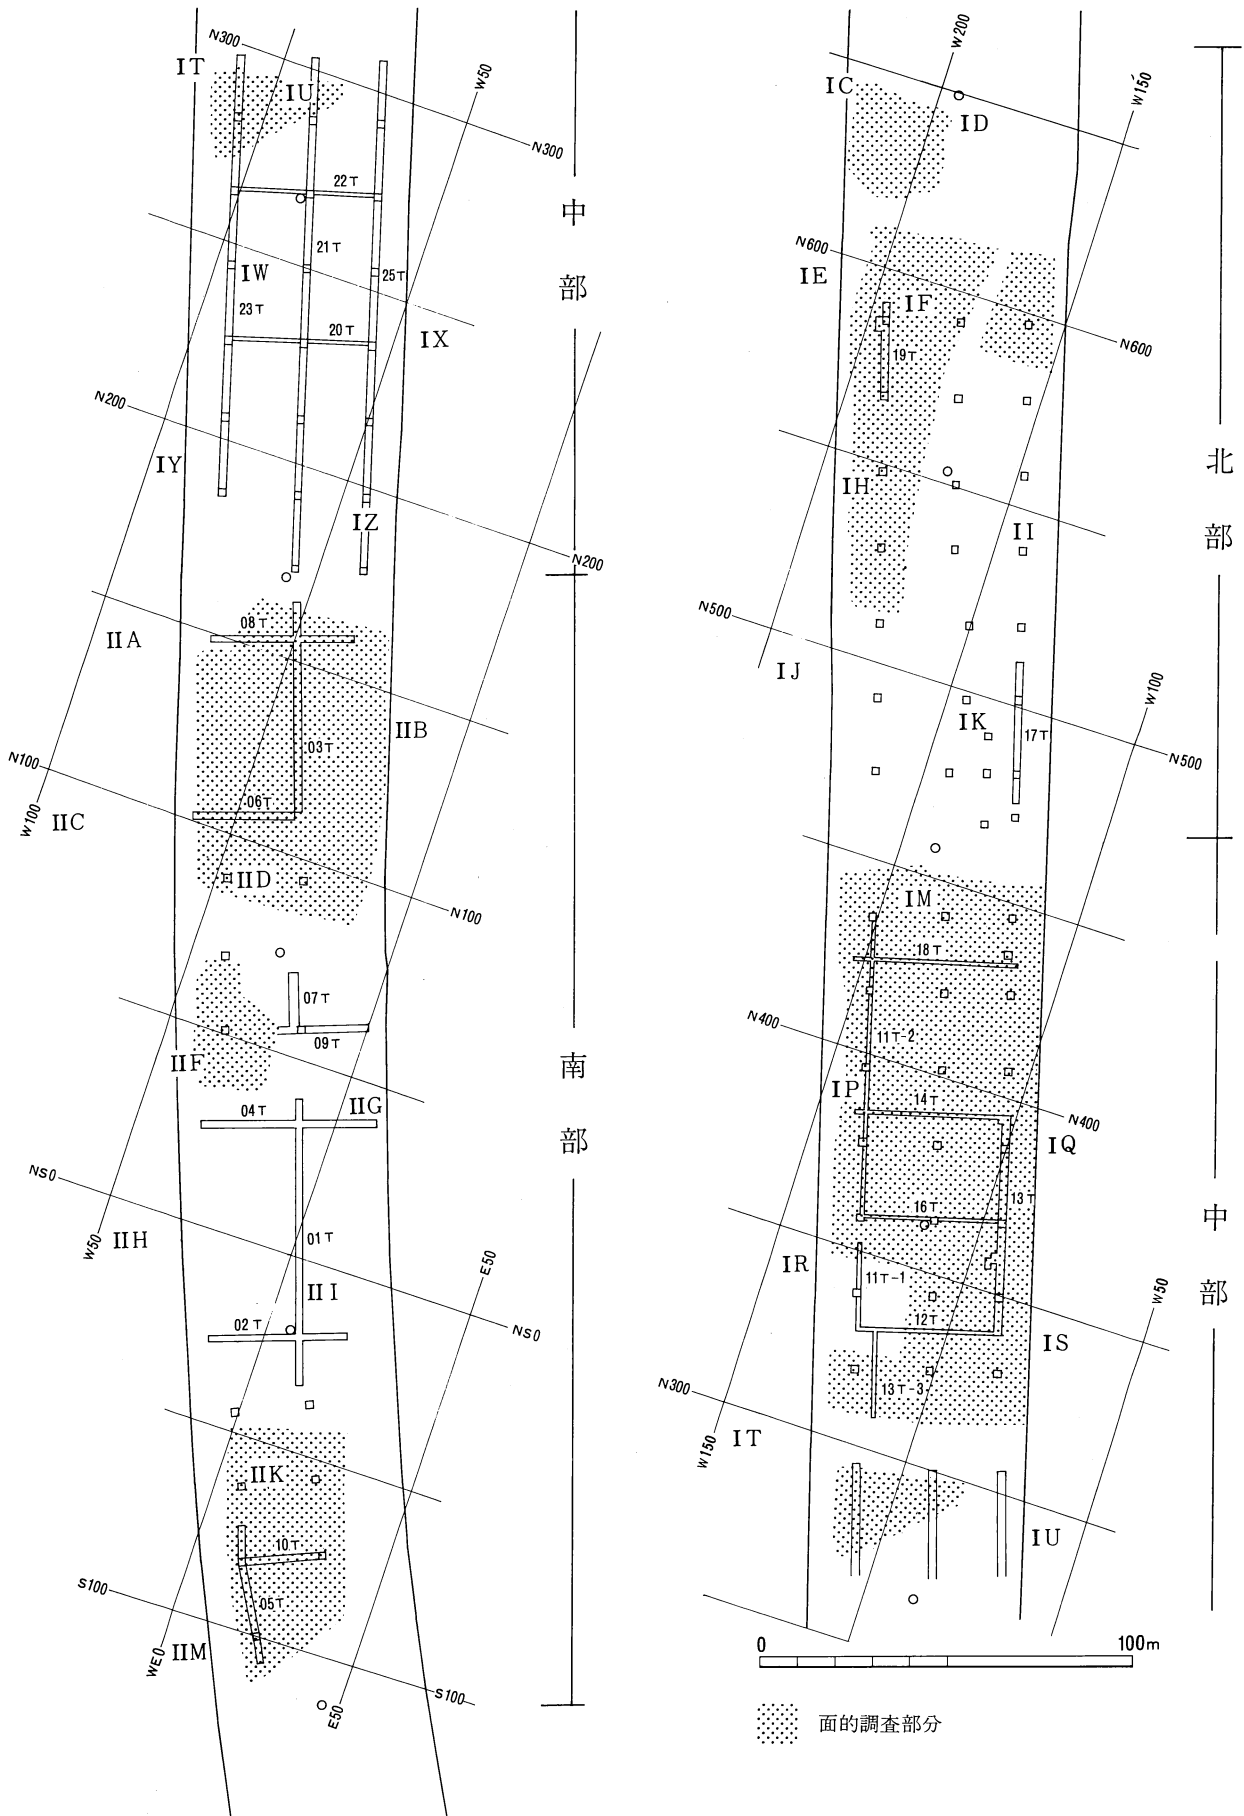 N300
IT
IU
W50
N300
22T
中部
21T
IW
25T
23T
20T
IX
N200
IY
IZ
N200
08T
IIA
IIB
03T
N100
06T
W100
IIC
IID
N100
07T
09T
南部
IIF
IIG
04T
NS0
W50
IIH
01T
E50
III
02T
NS0
IIK
10T
S100
05T
WE0
IIM
S100
E50
W200
IC
W150
ID
N600
IE
IF
N600
19T
北部
IH
II
N500
IJ
W100
IK
17T
N500
IM
18T
N400
11T-2
IP
14T
N400
IQ
16T
13T
中部
IR
11T-1
W50
12T
IS
N300
13T-3
W150
IT
IU
0 100m
面的調査部分